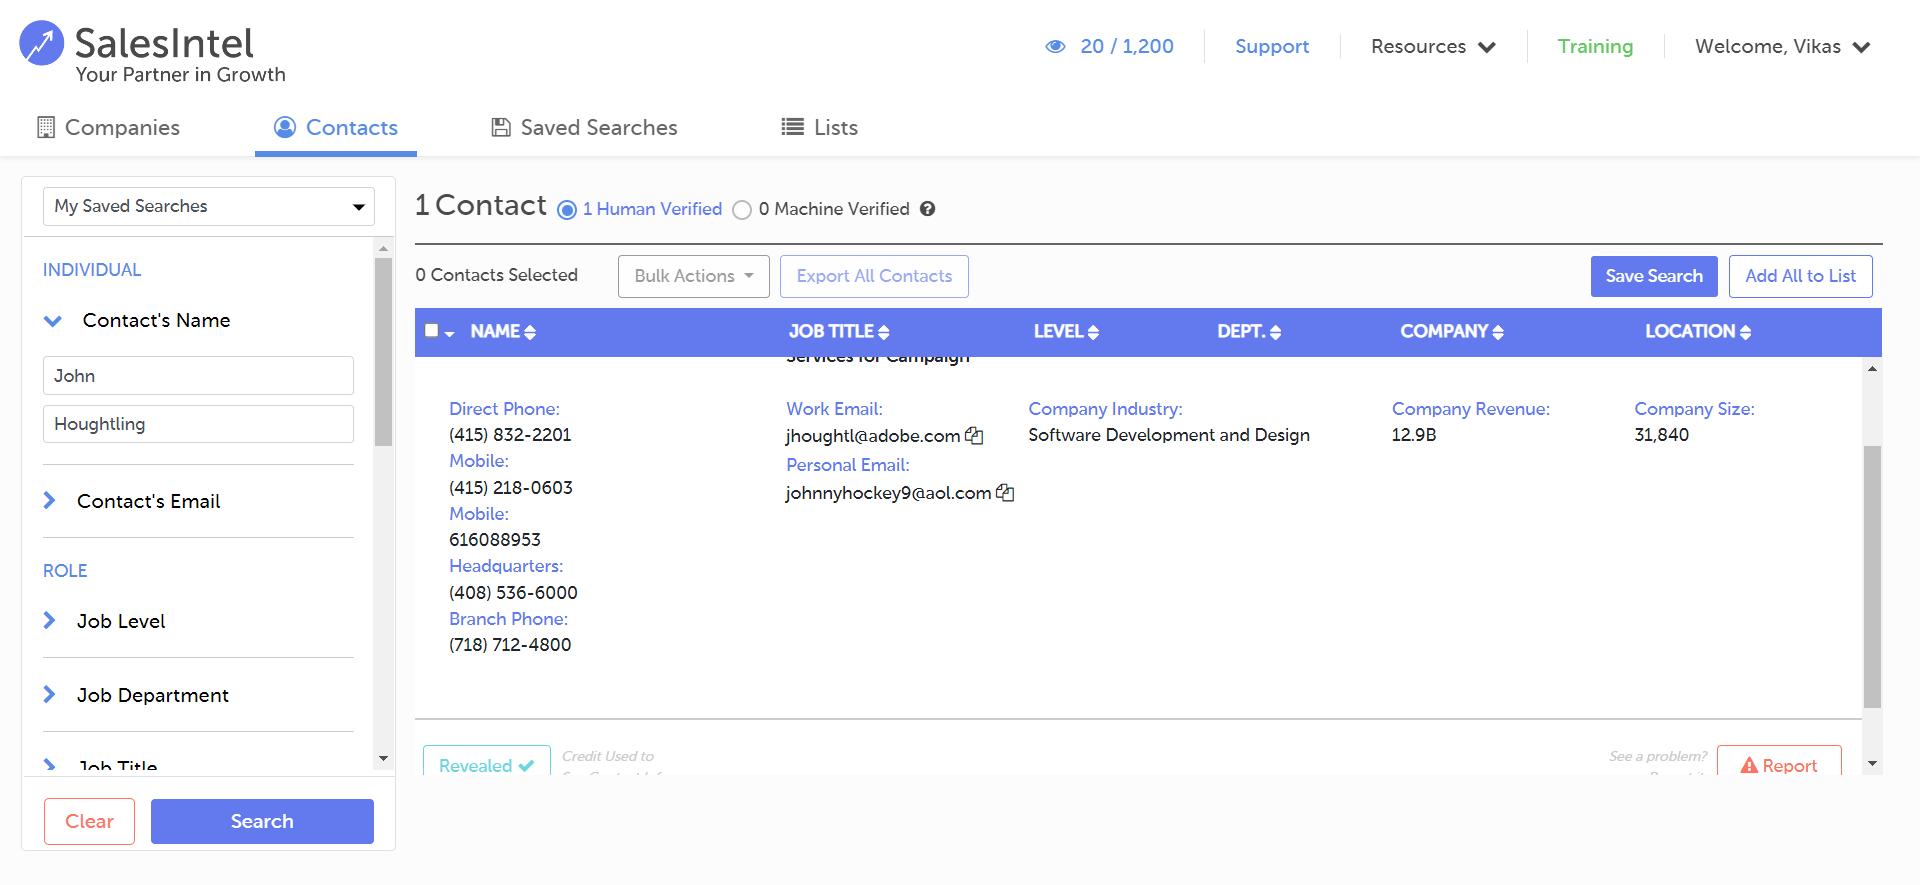 SalesIntel
Your Partner in Growth
20 / 1,200
Support
Resources
Training
Welcome, Vikas
Companies
Contacts
Saved Searches
Lists
My Saved Searches
INDIVIDUAL
Contact's Name
John
Houghtling
Contact's Email
ROLE
Job Level
Job Department
Job Title
Clear
Search
1 Contact
1 Human Verified
0 Machine Verified
0 Contacts Selected
Bulk Actions
Export All Contacts
Save Search
Add All to List
NAME
JOB TITLE
LEVEL
DEPT.
COMPANY
LOCATION
Services for Campaign
Direct Phone:
(415) 832-2201
Mobile:
(415) 218-0603
Mobile:
616088953
Headquarters:
(408) 536-6000
Branch Phone:
(718) 712-4800
Work Email:
jhoughtl@adobe.com
Personal Email:
johnnyhockey9@aol.com
Company Industry:
Software Development and Design
Company Revenue:
12.9B
Company Size:
31,840
Revealed
Credit Used to
See a problem?
Report